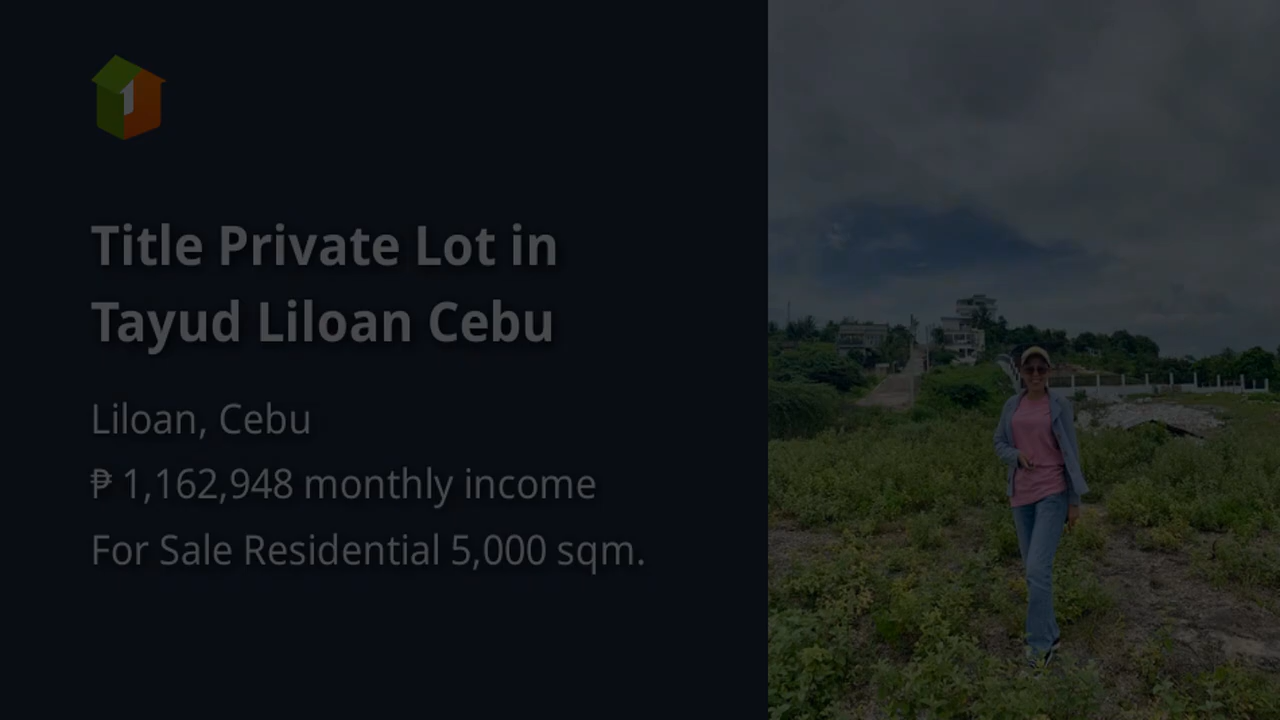 Title Private Lot in
Tayud Liloan Cebu
Liloan, Cebu
₱ 1,162,948 monthly income
For Sale Residential 5,000 sqm.